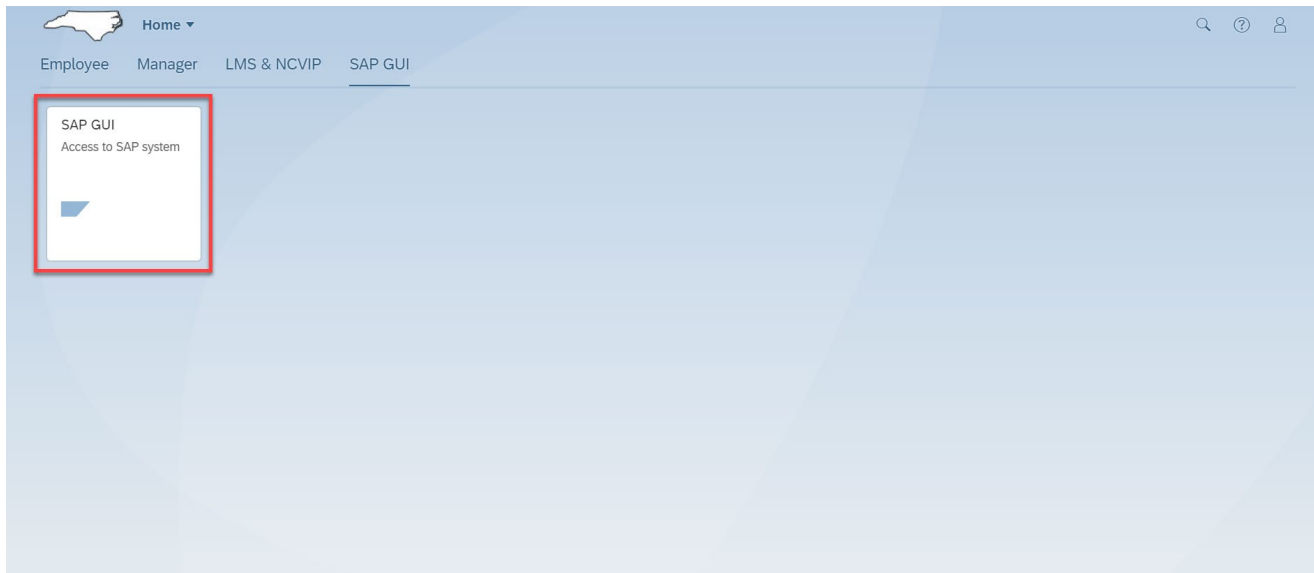 Home
Employee Manager LMS & NCVIP SAP GUI
SAP GUI
Access to SAP system